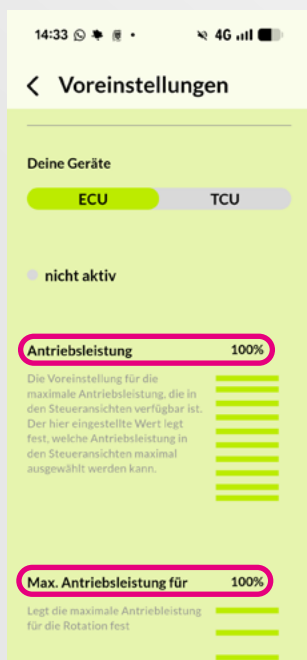 14:33
4G
Voreinstellungen
Deine Geräte
ECU TCU
nicht aktiv
Antriebsleistung 100%
Die Voreinstellung für die
maximale Antriebsleistung, die in
den Steueransichten verfügbar ist.
Der hier eingestellte Wert legt
fest, welche Antriebsleistung in
den Steueransichten maximal
ausgewählt werden kann.
Max. Antriebsleistung für 100%
Legt die maximale Antriebleistung
für die Rotation fest